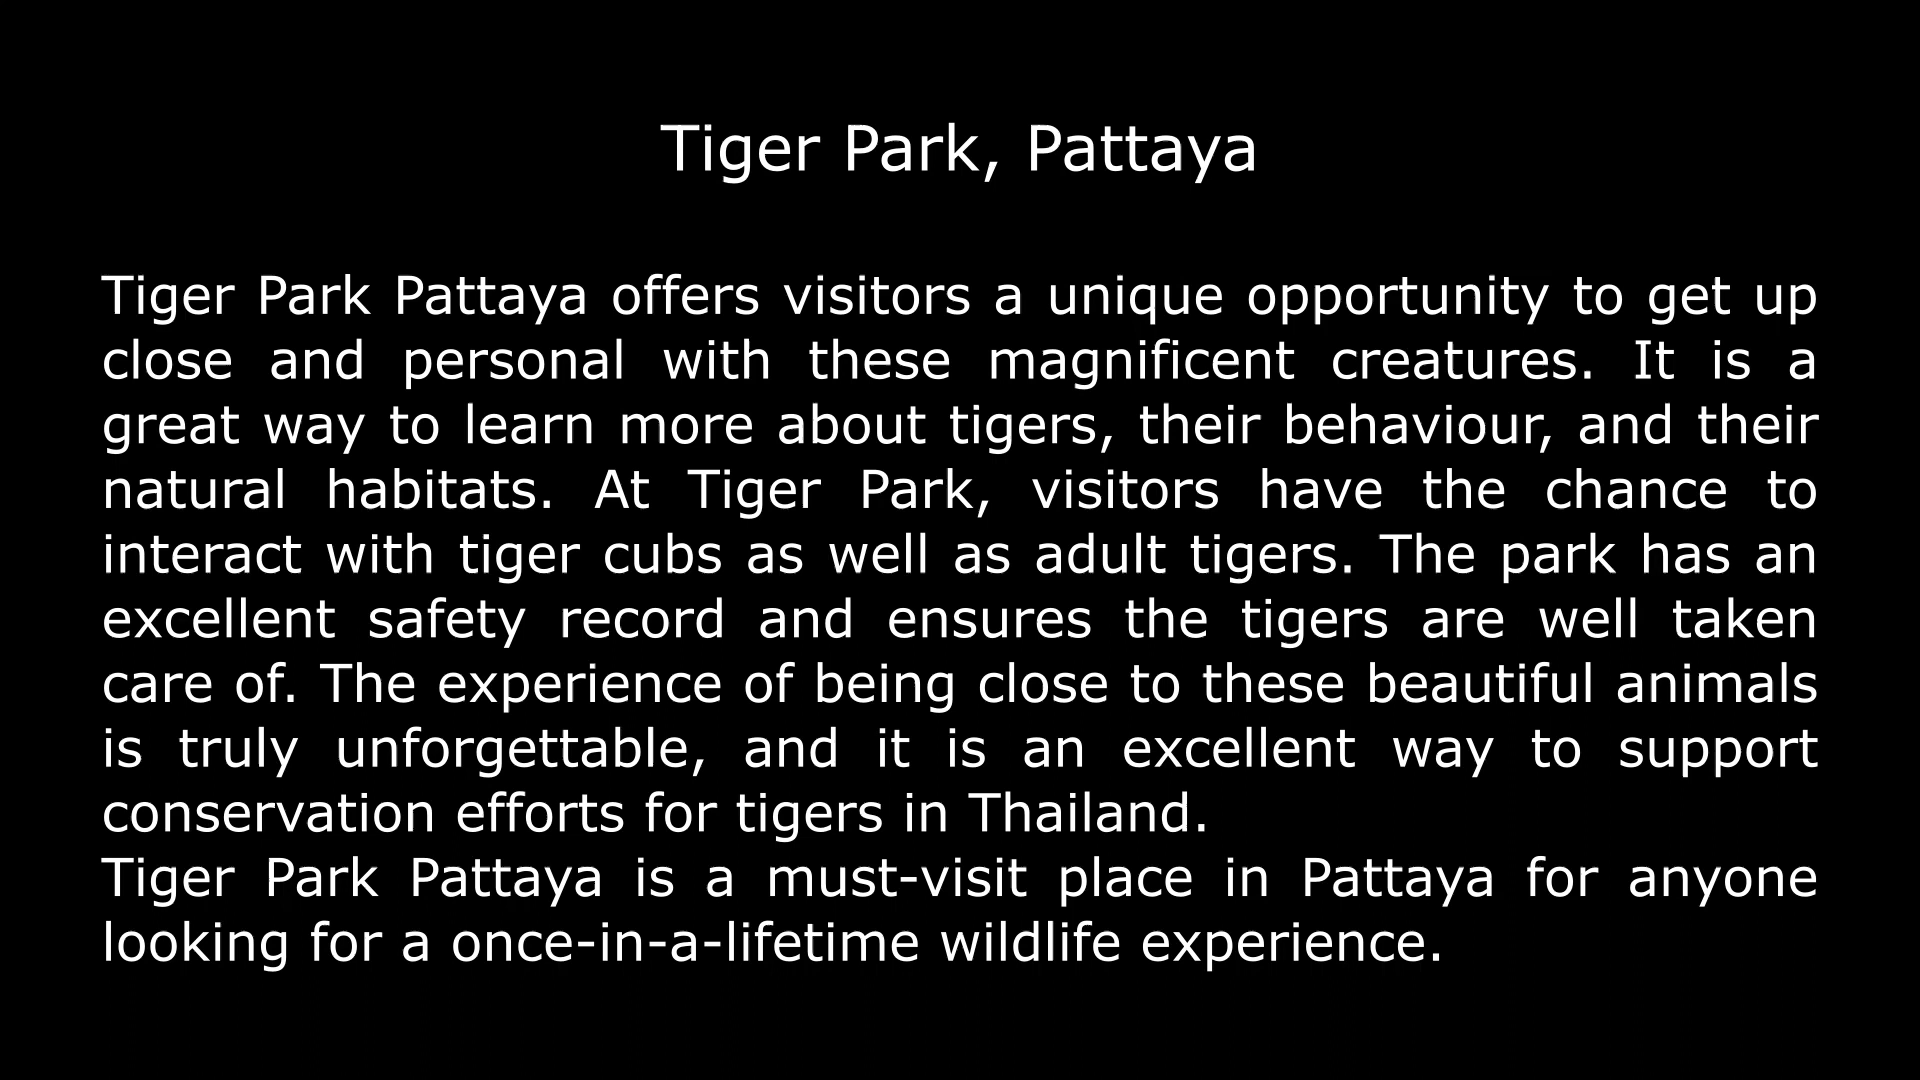 Tiger Park, Pattaya
Tiger Park Pattaya offers visitors a unique opportunity to get up
close and personal with these magnificent creatures. It is a
great way to learn more about tigers, their behaviour, and their
natural habitats. At Tiger Park, visitors have the chance to
interact with tiger cubs as well as adult tigers. The park has an
excellent safety record and ensures the tigers are well taken
care of. The experience of being close to these beautiful animals
is truly unforgettable, and it is an excellent way to support
conservation efforts for tigers in Thailand.
Tiger Park Pattaya is a must-visit place in Pattaya for anyone
looking for a once-in-a-lifetime wildlife experience.